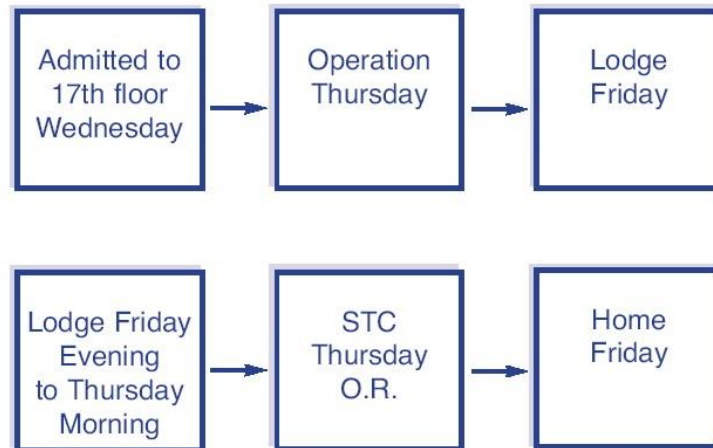 Admitted to
17th floor
Wednesday
Operation
Thursday
Lodge
Friday
Lodge Friday
Evening
to Thursday
Morning
STC
Thursday
O.R.
Home
Friday